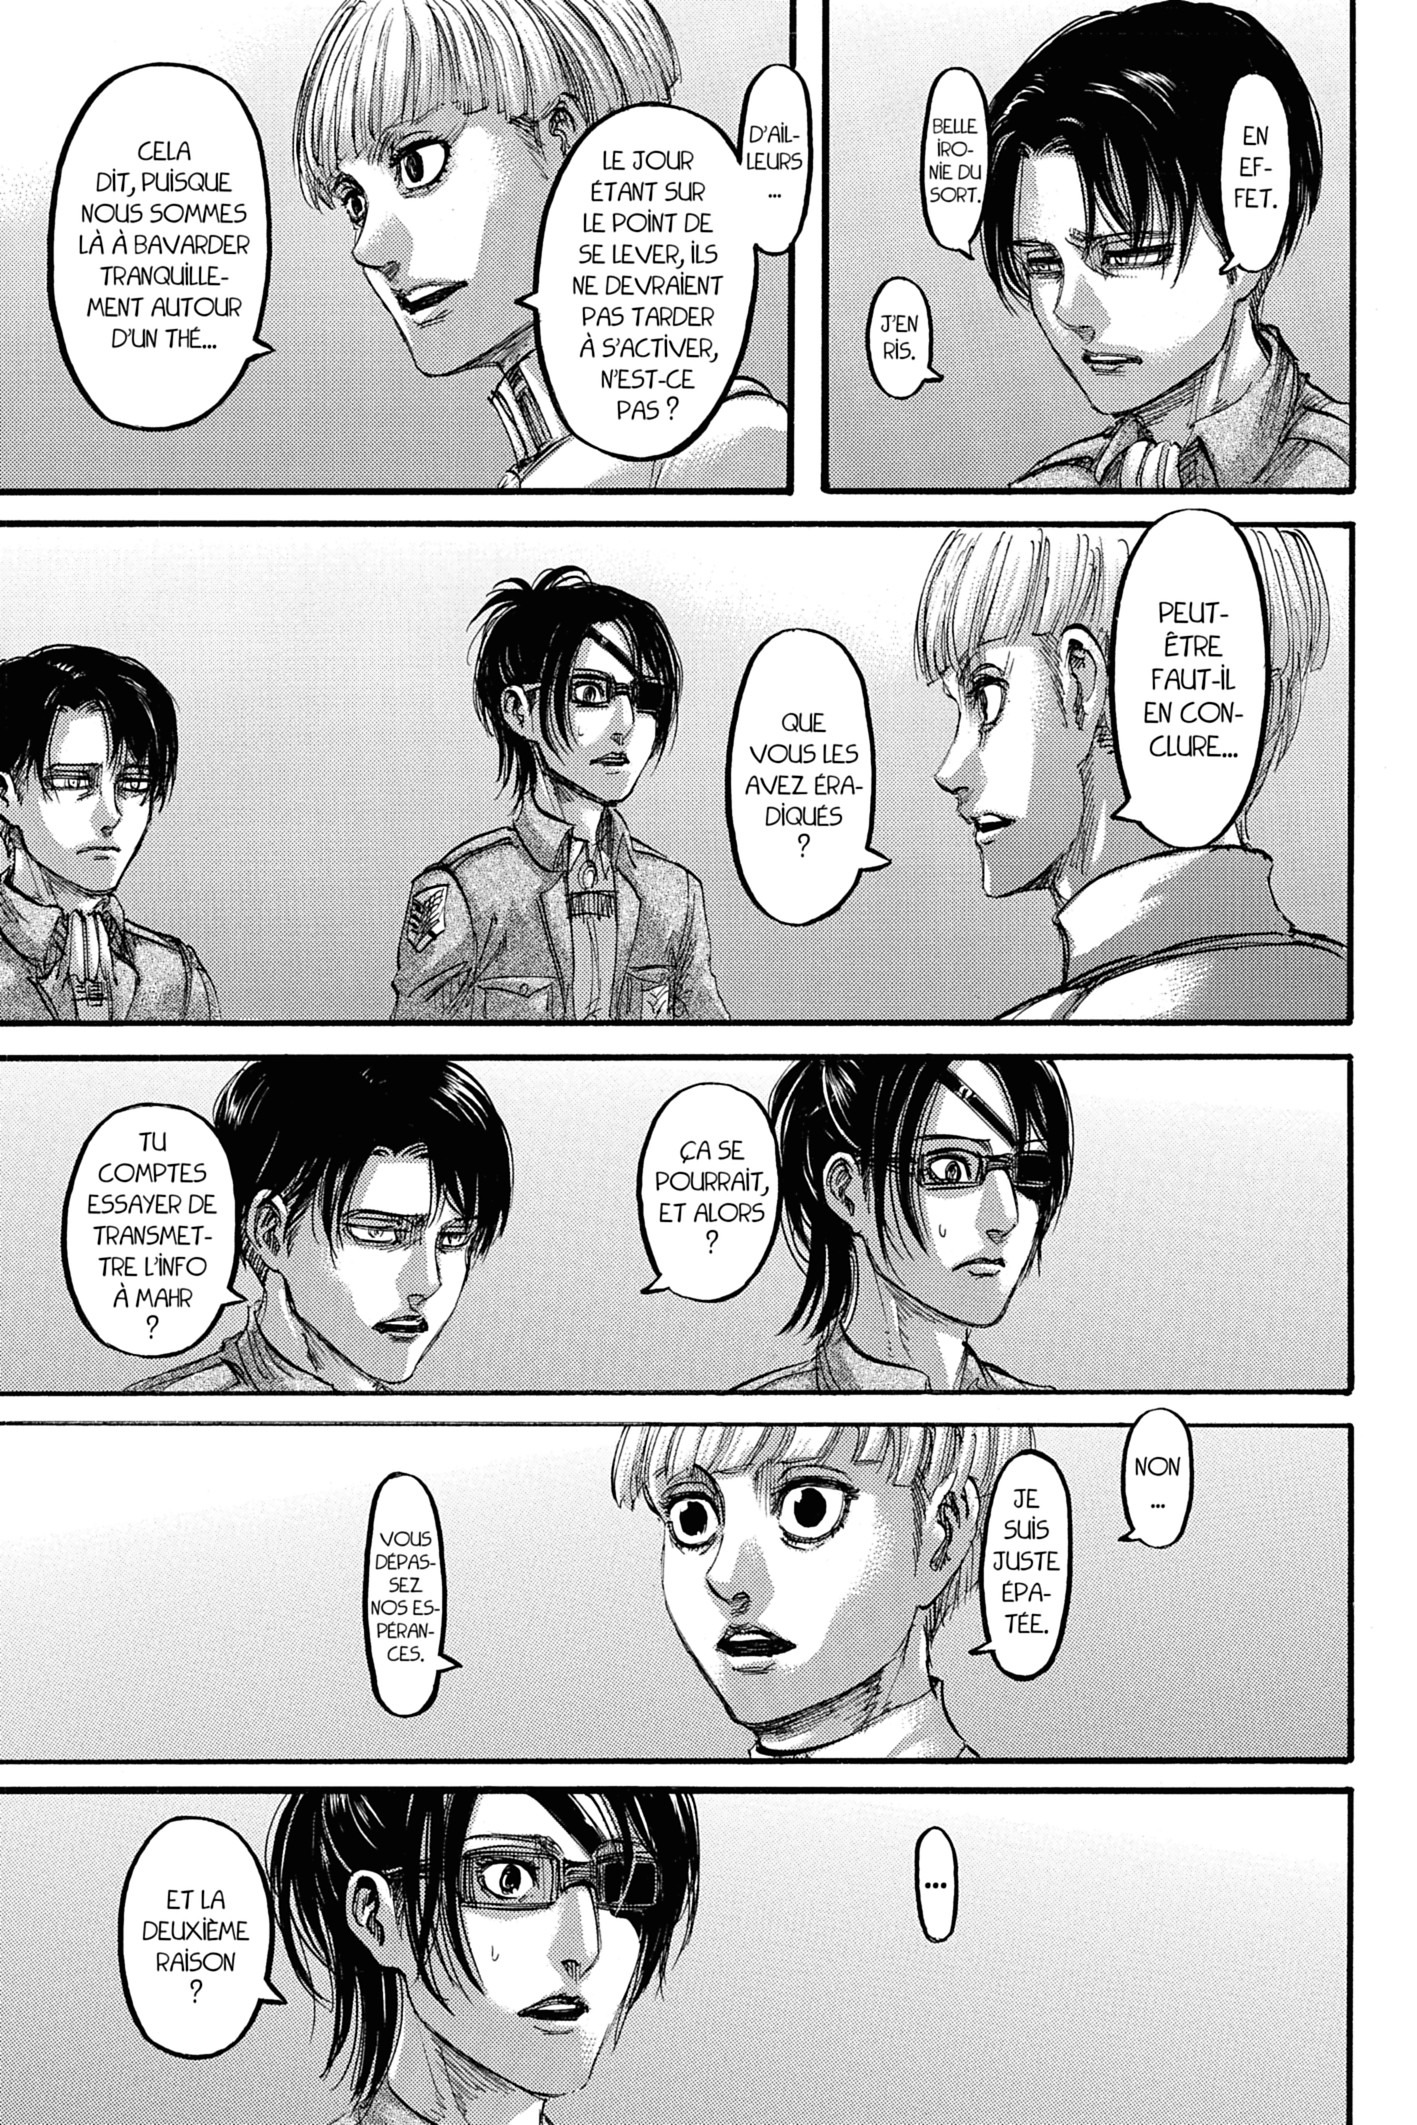 EN
EF-
FET.
BELLE
IRO-
NIE DU
SORT.
J'EN
RIS.
D'AIL-
LEURS
...
LE JOUR
ÉTANT SUR
LE POINT DE
SE LEVER, ILS
NE DEVRAIENT
PAS TARDER
À S'ACTIVER,
N'EST-CE
PAS ?
CELA
DIT, PUISQUE
NOUS SOMMES
LÀ À BAVARDER
TRANQUILLE-
MENT AUTOUR
D'UN THÉ...
PEUT-
ÊTRE
FAUT-IL
EN CON-
CLURE...
QUE
VOUS LES
AVEZ ÉRA-
DIQUÉS
?
ÇA SE
POURRAIT,
ET ALORS
?
TU
COMPTES
ESSAYER DE
TRANSMET-
TRE L'INFO
À MAHR
?
NON
...
JE
SUIS
JUSTE
ÉPA-
TÉE.
VOUS
DÉPAS-
SEZ
NOS ES-
PÉRAN-
CES.
...
ET LA
DEUXIÈME
RAISON
?